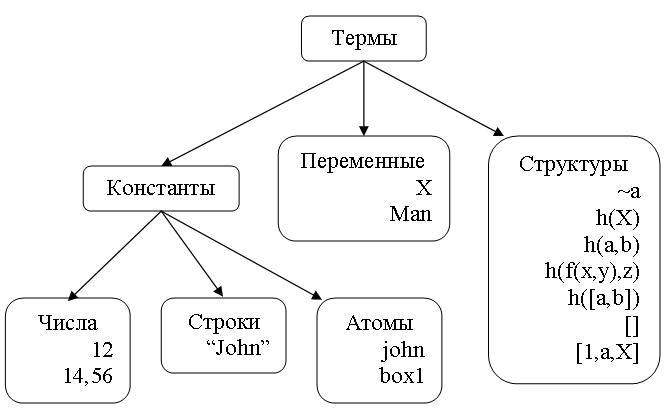 Термы
Константы
Переменные
X
Man
Структуры
~a
h(X)
h(a,b)
h(f(x,y),z)
h([a,b])
[]
[1,a,X]
Числа
12
14,56
Строки
“John”
Атомы
john
box1